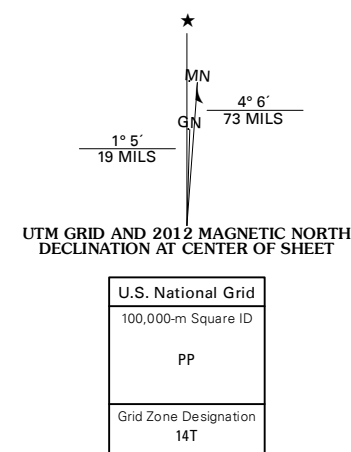 ★
MN
4° 6´
73 MILS
GN
1° 5´
19 MILS
UTM GRID AND 2012 MAGNETIC NORTH
DECLINATION AT CENTER OF SHEET
U.S. National Grid
100,000-m Square ID
PP
Grid Zone Designation
14T